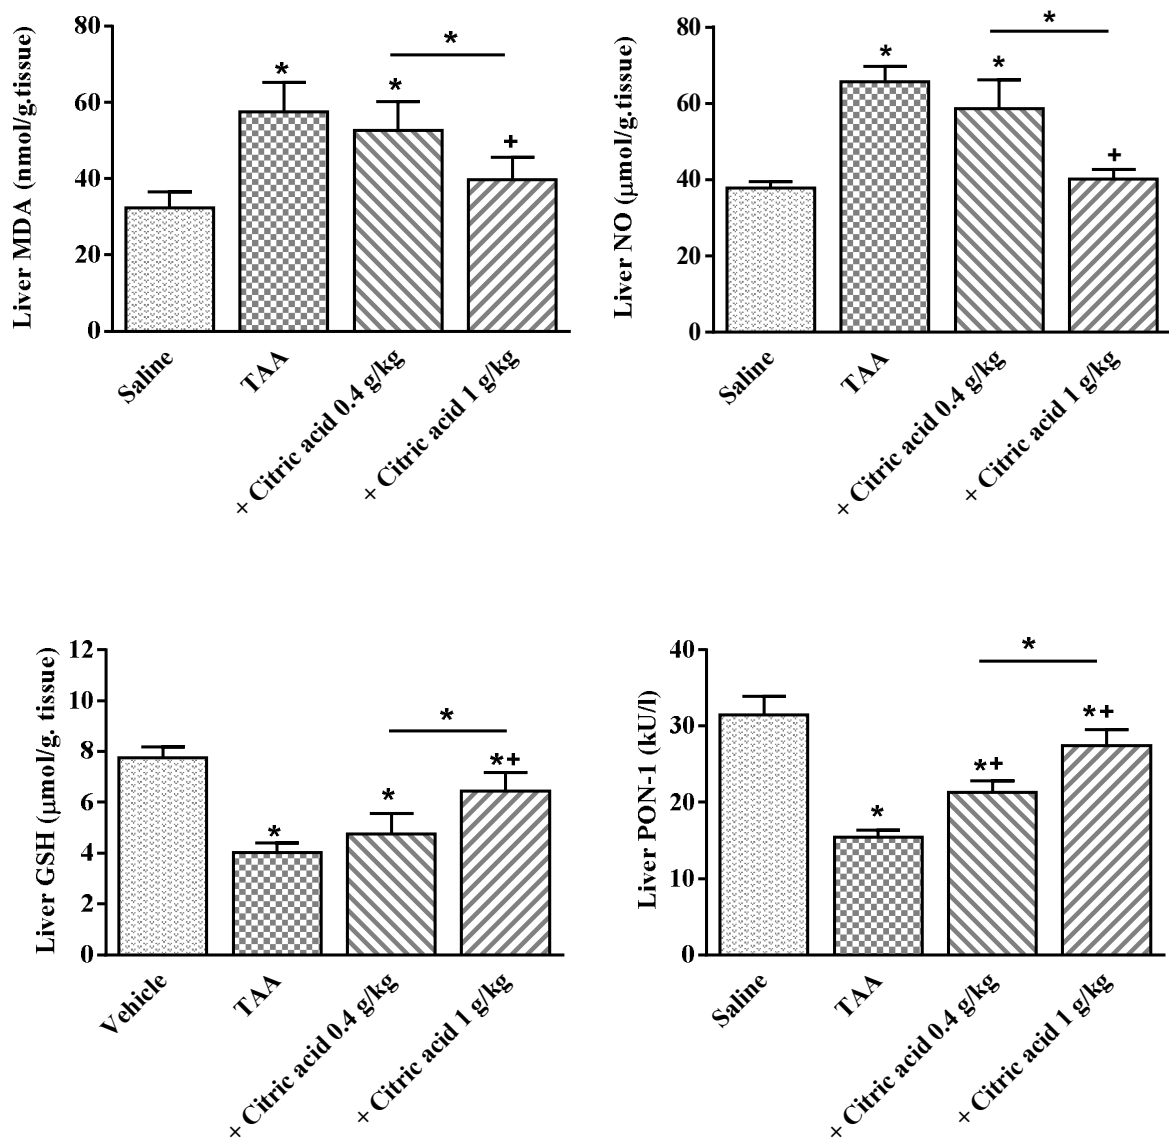 Liver MDA (nmol/g.tissue)
80
60
40
20
0
*
*
*
+
Saline
TAA
+ Citric acid 0.4 g/kg
+ Citric acid 1 g/kg
Liver NO (μmol/g.tissue)
80
60
40
20
0
*
*
*
+
Saline
TAA
+ Citric acid 0.4 g/kg
+ Citric acid 1 g/kg
Liver GSH (μmol/g. tissue)
12
10
8
6
4
2
0
*
*
*
*+
Vehicle
TAA
+ Citric acid 0.4 g/kg
+ Citric acid 1 g/kg
Liver PON-1 (kU/l)
40
30
20
10
0
*
*+
*
*+
Saline
TAA
+ Citric acid 0.4 g/kg
+ Citric acid 1 g/kg